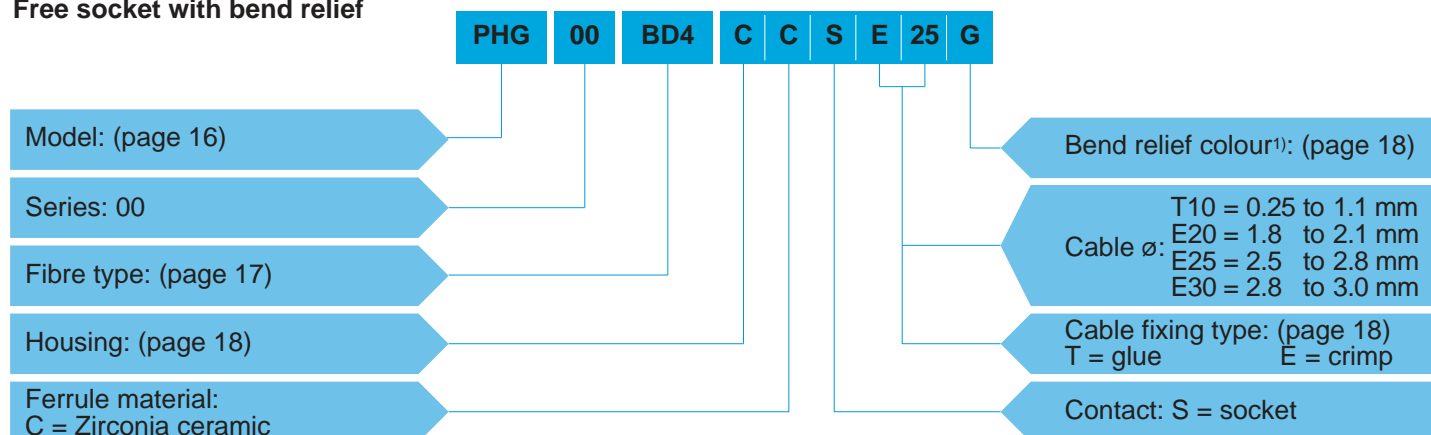 Free socket with bend relief
PHG 00 BD4 C C S E 25 G
Model: (page 16)
Series: 00
Fibre type: (page 17)
Housing: (page 18)
Ferrule material:
C = Zirconia ceramic
Bend relief colour¹⁾: (page 18)
Cable ø:
T10 = 0.25 to 1.1 mm
E20 = 1.8 to 2.1 mm
E25 = 2.5 to 2.8 mm
E30 = 2.8 to 3.0 mm
Cable fixing type: (page 18)
T = glue E = crimp
Contact: S = socket